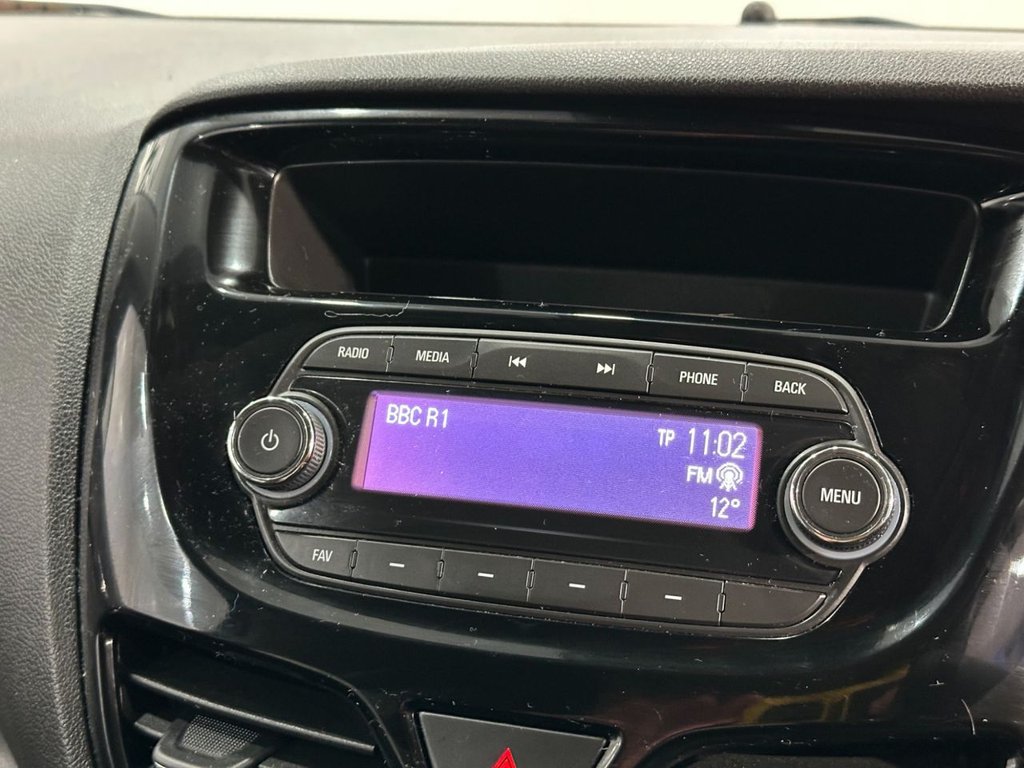 RADIO MEDIA PHONE BACK
BBC R1
TP 11:02
FM
12°
MENU
FAV